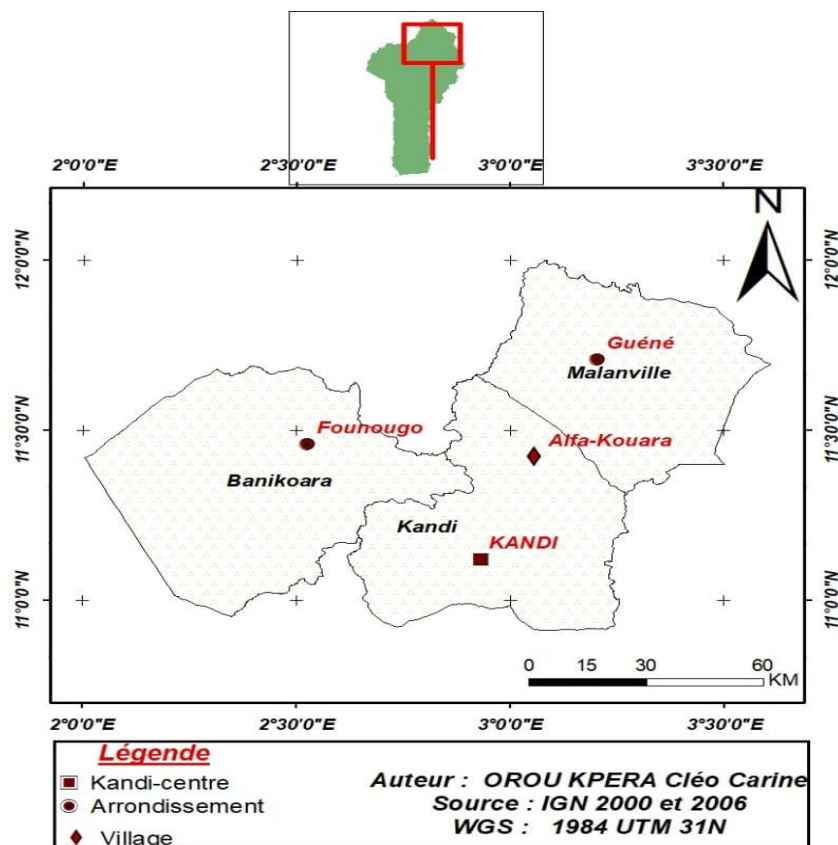 2°0'0"E 2°30'0"E 3°0'0"E 3°30'0"E
N
12°0'0"N 12°0'0"N
Guéné
Malanville
11°30'0"N 11°30'0"N
Founougo
Alfa-Kouara
Banikoara
Kandi
KANDI
11°0'0"N 11°0'0"N
0 15 30 60
KM
2°0'0"E 2°30'0"E 3°0'0"E 3°30'0"E
Légende
Kandi-centre
Arrondissement
Village
Auteur : OROU KPERA Cléo Carine
Source : IGN 2000 et 2006
WGS : 1984 UTM 31N